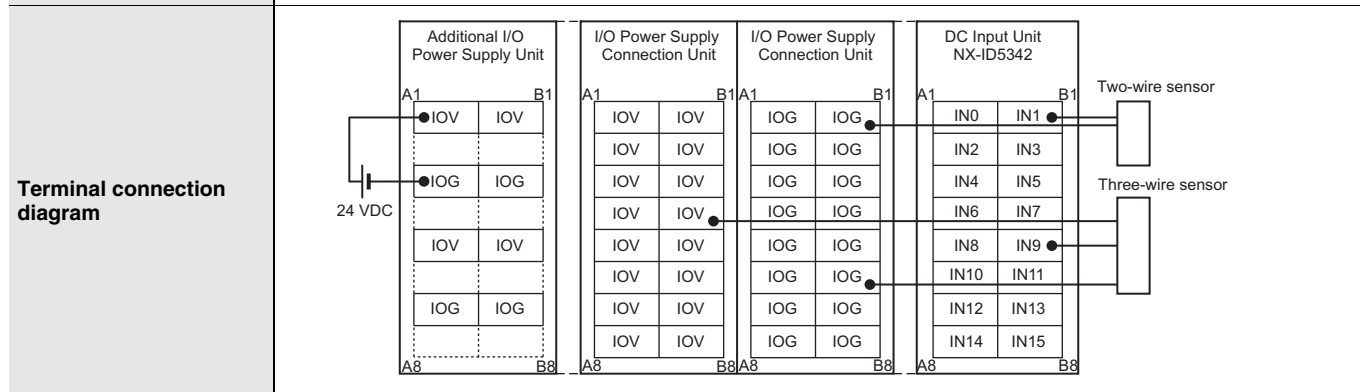 Terminal connection
diagram
Additional I/O
Power Supply Unit
A1 B1
IOV IOV
IOG IOG
IOV IOV
IOG IOG
A8 B8
24 VDC
I/O Power Supply
Connection Unit
A1 B1
IOV IOV
IOV IOV
IOV IOV
IOV IOV
IOV IOV
IOV IOV
IOV IOV
IOV IOV
A8 B8
I/O Power Supply
Connection Unit
A1 B1
IOG IOG
IOG IOG
IOG IOG
IOG IOG
IOG IOG
IOG IOG
IOG IOG
IOG IOG
A8 B8
DC Input Unit
NX-ID5342
A1 B1
IN0 IN1
IN2 IN3
IN4 IN5
IN6 IN7
IN8 IN9
IN10 IN11
IN12 IN13
IN14 IN15
A8 B8
Two-wire sensor
Three-wire sensor